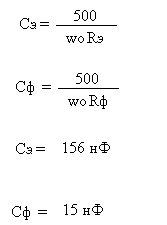 Сэ = 500
woRэ
Сф = 500
woRф
Сэ = 156 нФ
Сф = 15 нФ